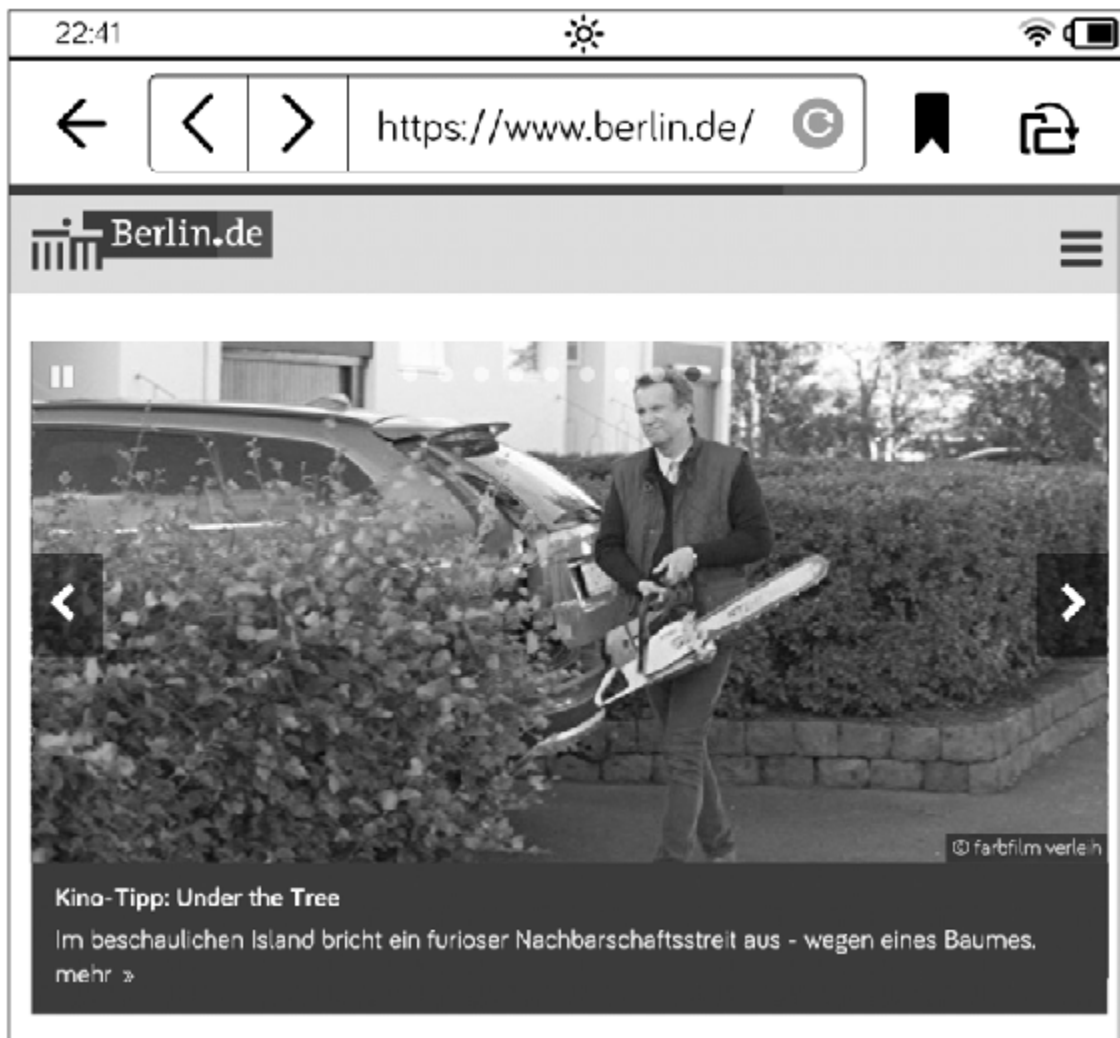 22:41
https://www.berlin.de/
Berlin.de
© farbfilm verleih
Kino-Tipp: Under the Tree
Im beschaulichen Island bricht ein furioser Nachbarschaftsstreit aus - wegen eines Baumes.
mehr »